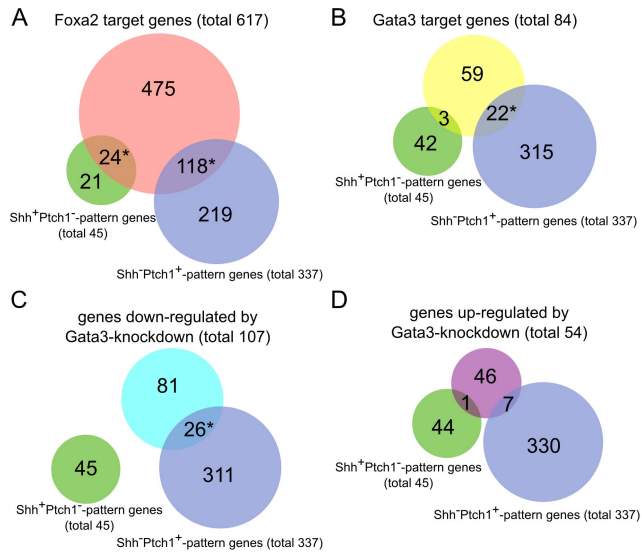 A
Foxa2 target genes (total 617)
475
24*
118*
21
219
Shh⁺Ptch1⁻-pattern genes
(total 45)
Shh⁻Ptch1⁺-pattern genes (total 337)
B
Gata3 target genes (total 84)
59
3
22*
42
315
Shh⁺Ptch1⁻-pattern genes
(total 45)
Shh⁻Ptch1⁺-pattern genes (total 337)
C
genes down-regulated by
Gata3-knockdown (total 107)
81
26*
45
311
Shh⁺Ptch1⁻-pattern genes
(total 45)
Shh⁻Ptch1⁺-pattern genes (total 337)
D
genes up-regulated by
Gata3-knockdown (total 54)
46
1
7
44
330
Shh⁺Ptch1⁻-pattern genes
(total 45)
Shh⁻Ptch1⁺-pattern genes (total 337)